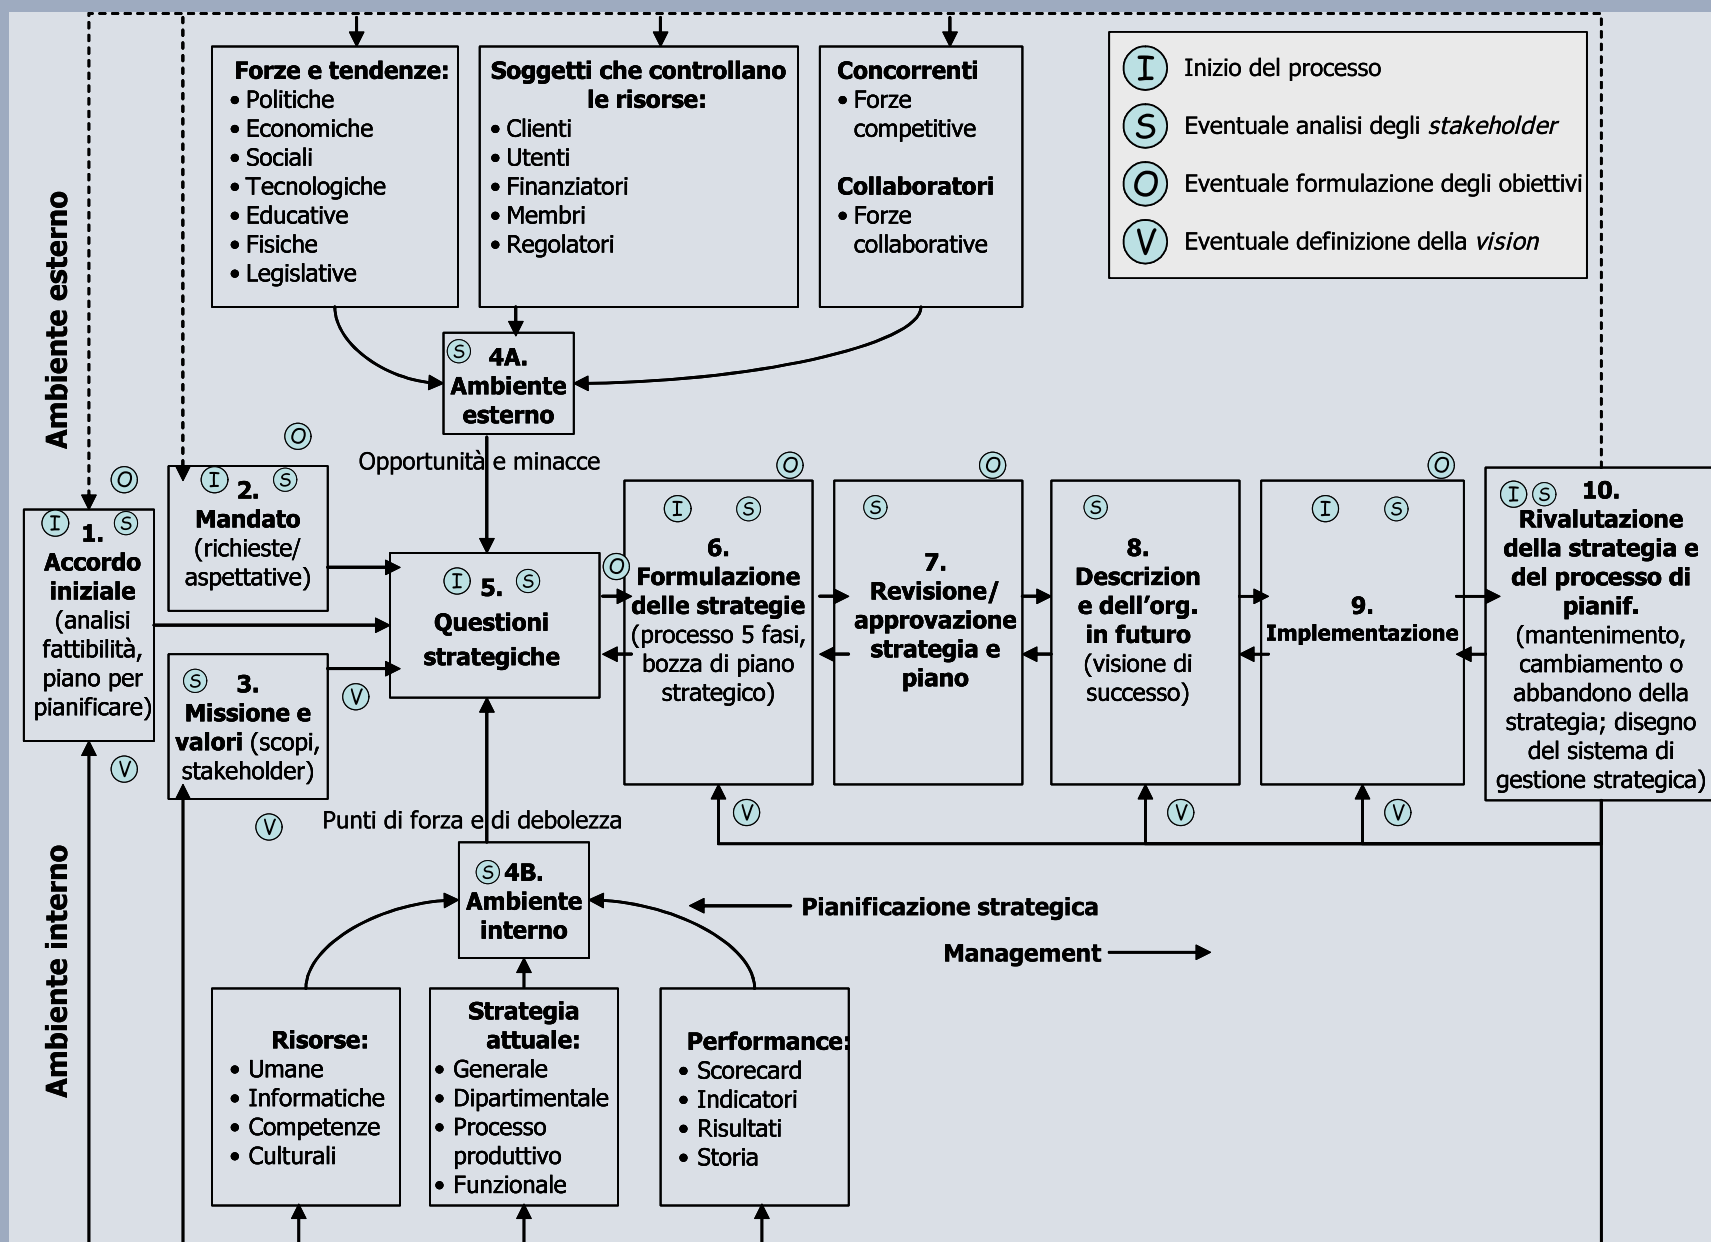 Forze e tendenze:
• Politiche
• Economiche
• Sociali
• Tecnologiche
• Educative
• Fisiche
• Legislative
Soggetti che controllano
le risorse:
• Clienti
• Utenti
• Finanziatori
• Membri
• Regolatori
Concorrenti
• Forze
competitive
Collaboratori
• Forze
collaborative
I Inizio del processo
S Eventuale analisi degli stakeholder
O Eventuale formulazione degli obiettivi
V Eventuale definizione della vision
Ambiente esterno
S 4A.
Ambiente
esterno
Opportunità e minacce
O
I S
1.
Accordo
iniziale
(analisi
fattibilità,
piano per
pianificare)
V
O
I S
2.
Mandato
(richieste/
aspettative)
S 3.
Missione e
valori (scopi,
stakeholder)
V
V
I S
5.
Questioni
strategiche
O
O
I S
6.
Formulazione
delle strategie
(processo 5 fasi,
bozza di piano
strategico)
V
O
S
7.
Revisione/
approvazione
strategia e
piano
S
8.
Descrizion
e dell'org.
in futuro
(visione di
successo)
V
O
I S
9.
Implementazione
V
I S 10.
Rivalutazione
della strategia e
del processo di
pianif.
(mantenimento,
cambiamento o
abbandono della
strategia; disegno
del sistema di
gestione strategica)
Punti di forza e di debolezza
Ambiente interno
S 4B.
Ambiente
interno
Pianificazione strategica
Management
Risorse:
• Umane
• Informatiche
• Competenze
• Culturali
Strategia
attuale:
• Generale
• Dipartimentale
• Processo
produttivo
• Funzionale
Performance:
• Scorecard
• Indicatori
• Risultati
• Storia